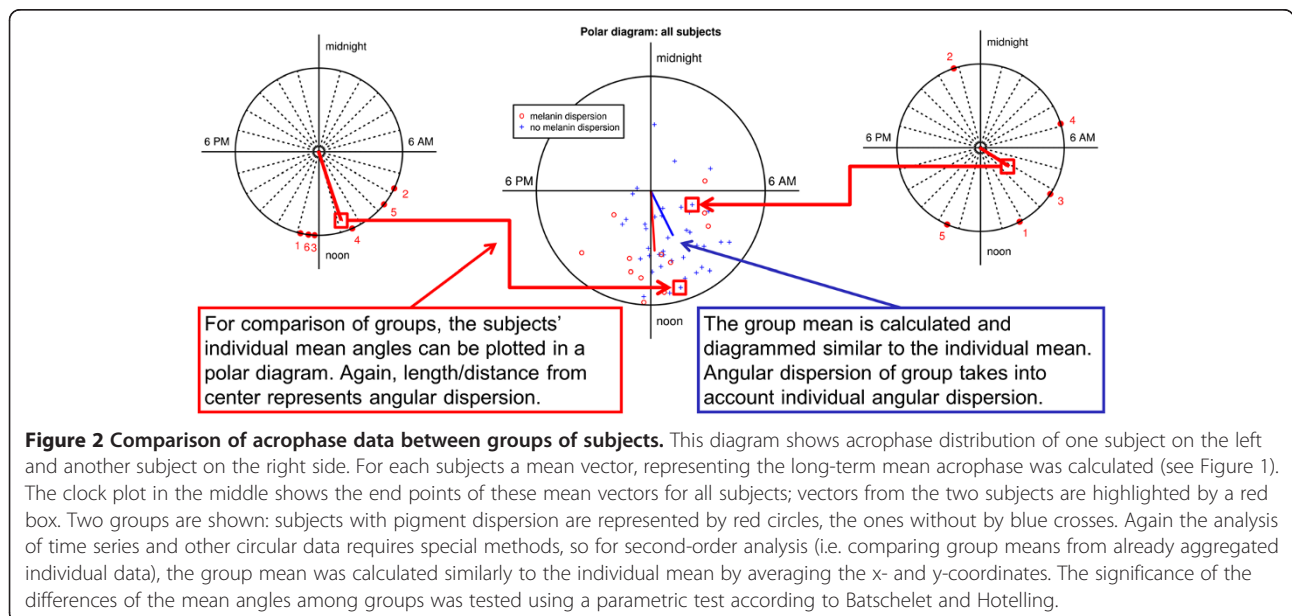 Polar diagram: all subjects
midnight
6 PM
6 AM
2
5
4
1 6 3
noon
midnight
melanin dispersion
no melanin dispersion
6 PM
6 AM
noon
midnight
2
4
6 PM
6 AM
3
1
5
noon
For comparison of groups, the subjects'
individual mean angles can be plotted in a
polar diagram. Again, length/distance from
center represents angular dispersion.
The group mean is calculated and
diagrammed similar to the individual mean.
Angular dispersion of group takes into
account individual angular dispersion.
Figure 2 Comparison of acrophase data between groups of subjects. This diagram shows acrophase distribution of one subject on the left
and another subject on the right side. For each subjects a mean vector, representing the long-term mean acrophase was calculated (see Figure 1).
The clock plot in the middle shows the end points of these mean vectors for all subjects; vectors from the two subjects are highlighted by a red
box. Two groups are shown: subjects with pigment dispersion are represented by red circles, the ones without by blue crosses. Again the analysis
of time series and other circular data requires special methods, so for second-order analysis (i.e. comparing group means from already aggregated
individual data), the group mean was calculated similarly to the individual mean by averaging the x- and y-coordinates. The significance of the
differences of the mean angles among groups was tested using a parametric test according to Batschelet and Hotelling.